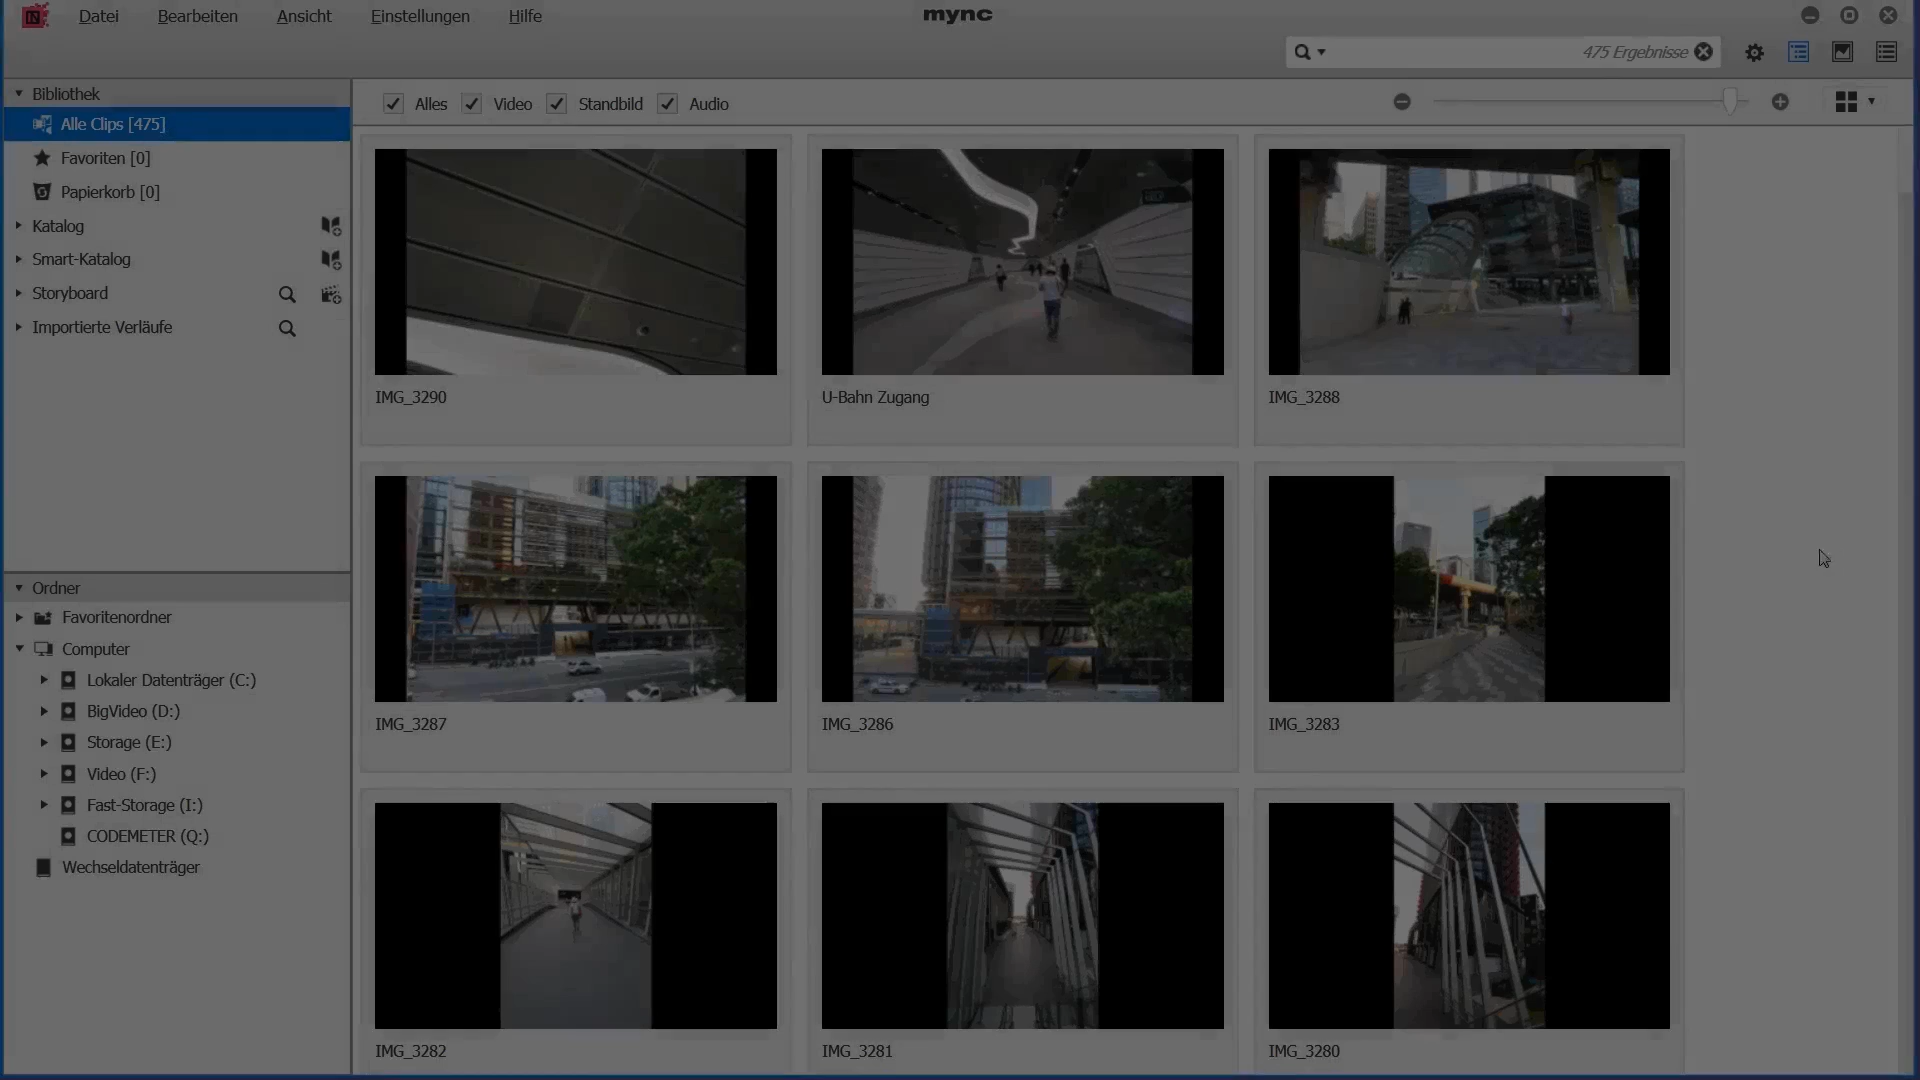 Datei Bearbeiten Ansicht Einstellungen Hilfe
mync
475 Ergebnisse
Bibliothek
Alle Clips [475]
Favoriten [0]
Papierkorb [0]
Katalog
Smart-Katalog
Storyboard
Importierte Verläufe
Ordner
Favoritenordner
Computer
Lokaler Datenträger (C:)
BigVideo (D:)
Storage (E:)
Video (F:)
Fast-Storage (I:)
CODEMETER (Q:)
Wechseldatenträger
Alles Video Standbild Audio
IMG_3290 U-Bahn Zugang IMG_3288
IMG_3287 IMG_3286 IMG_3283
IMG_3282 IMG_3281 IMG_3280